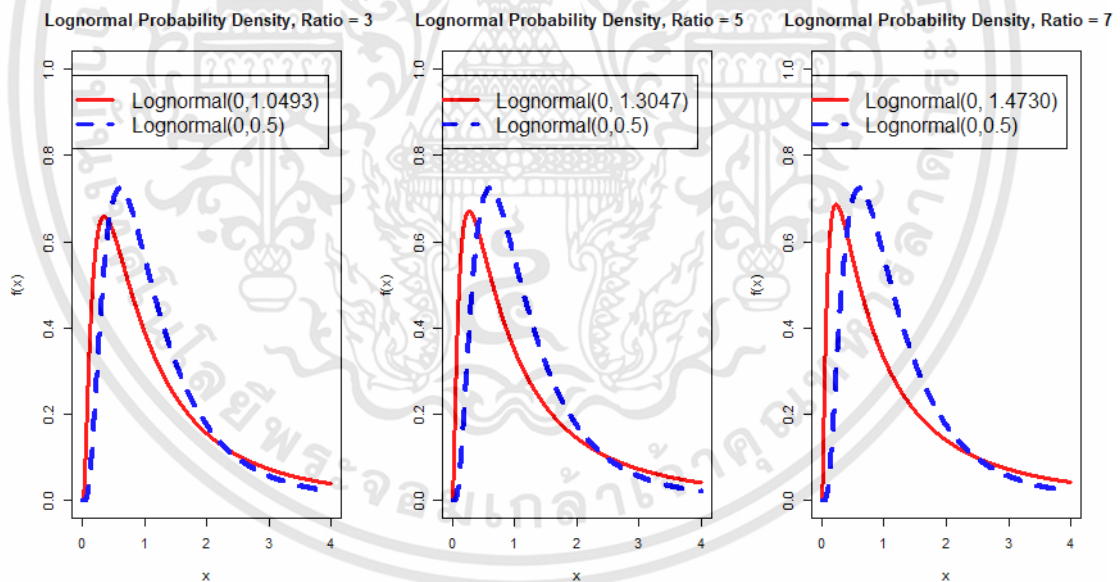 Lognormal Probability Density, Ratio = 3
1.0
0.8
0.6
0.4
0.2
0.0
f(x)
Lognormal(0,1.0493)
Lognormal(0,0.5)
0 1 2 3 4
x
Lognormal Probability Density, Ratio = 5
1.0
0.8
0.6
0.4
0.2
0.0
f(x)
Lognormal(0, 1.3047)
Lognormal(0,0.5)
0 1 2 3 4
x
Lognormal Probability Density, Ratio = 7
1.0
0.8
0.6
0.4
0.2
0.0
f(x)
Lognormal(0, 1.4730)
Lognormal(0,0.5)
0 1 2 3 4
x